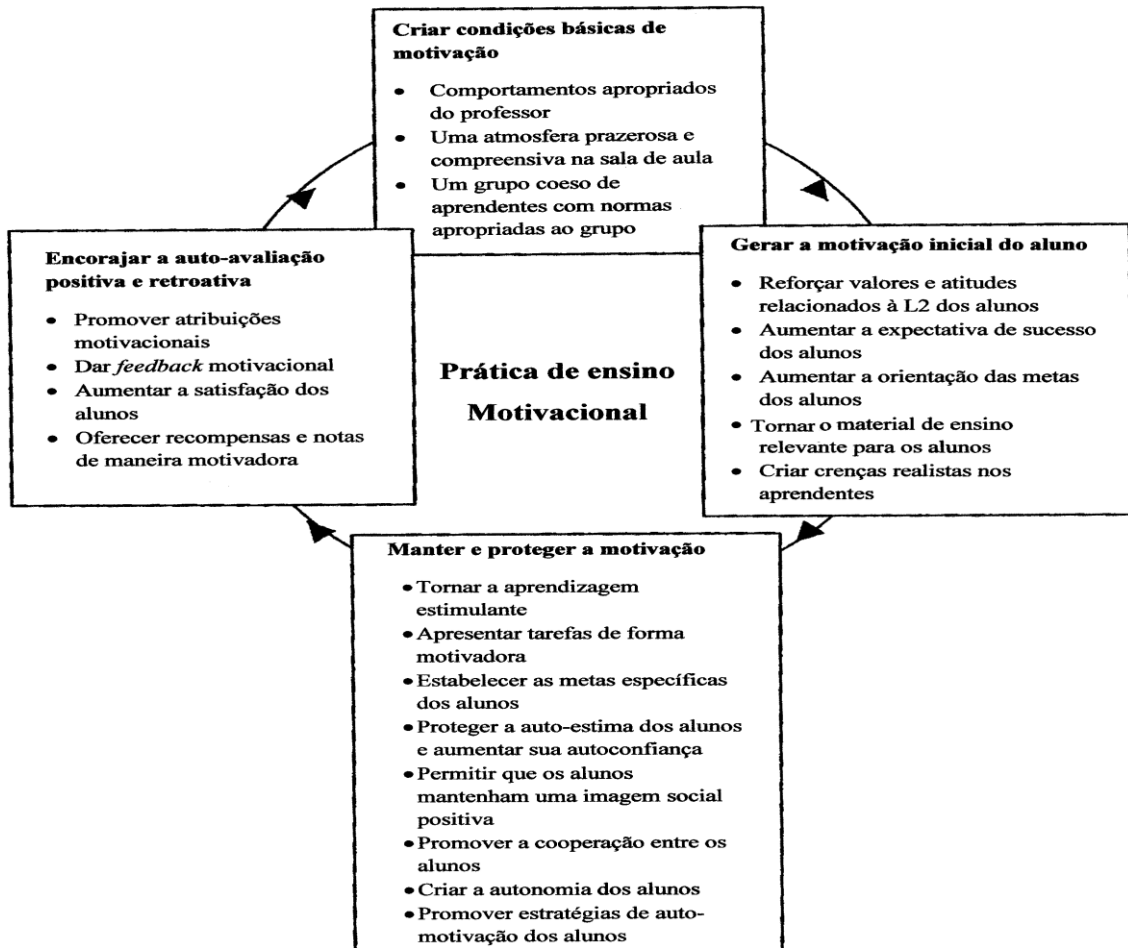 Criar condições básicas de
motivação
• Comportamentos apropriados
do professor
• Uma atmosfera prazerosa e
compreensiva na sala de aula
• Um grupo coeso de
aprendentes com normas
apropriadas ao grupo
Gerar a motivação inicial do aluno
• Reforçar valores e atitudes
relacionados à L2 dos alunos
• Aumentar a expectativa de sucesso
dos alunos
• Aumentar a orientação das metas
dos alunos
• Tornar o material de ensino
relevante para os alunos
• Criar crenças realistas nos
aprendentes
Manter e proteger a motivação
• Tornar a aprendizagem
estimulante
• Apresentar tarefas de forma
motivadora
• Estabelecer as metas específicas
dos alunos
• Proteger a auto-estima dos alunos
e aumentar sua autoconfiança
• Permitir que os alunos
mantenham uma imagem social
positiva
• Promover a cooperação entre os
alunos
• Criar a autonomia dos alunos
• Promover estratégias de auto-
motivação dos alunos
Encorajar a auto-avaliação
positiva e retroativa
• Promover atribuições
motivacionais
• Dar feedback motivacional
• Aumentar a satisfação dos
alunos
• Oferecer recompensas e notas
de maneira motivadora
Prática de ensino
Motivacional